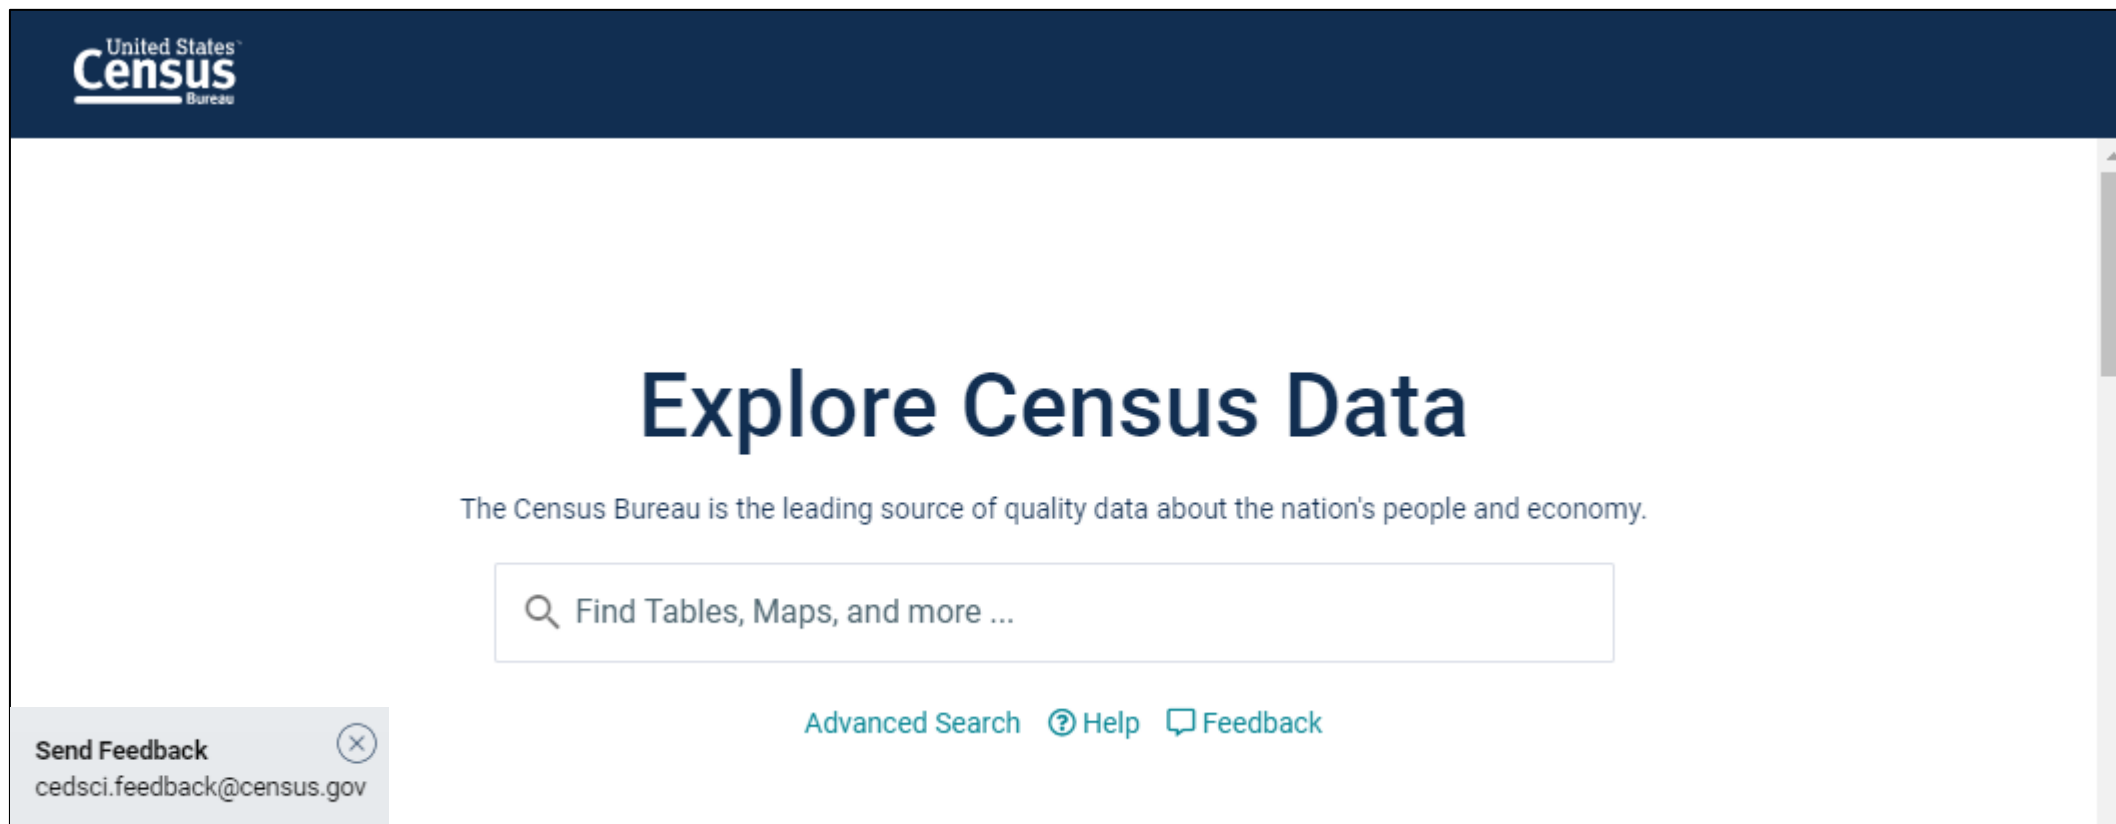 United States™
Census
Bureau
Explore Census Data
The Census Bureau is the leading source of quality data about the nation's people and economy.
Find Tables, Maps, and more ...
Advanced Search Help Feedback
Send Feedback
cedsci.feedback@census.gov